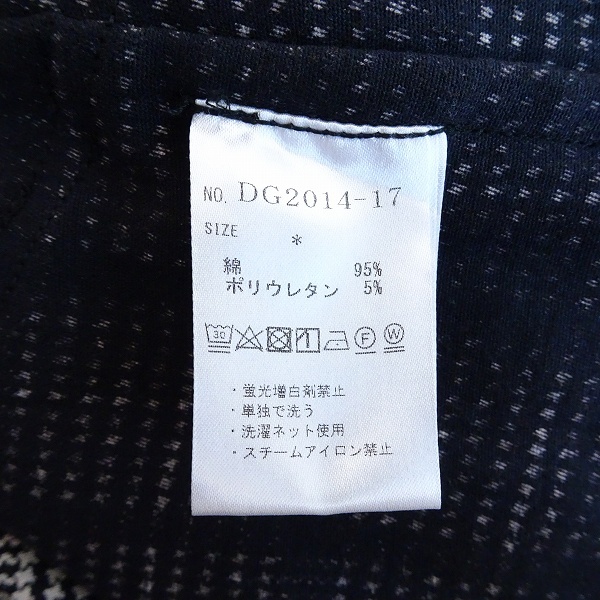 NO. DG2014-17
SIZE *
綿 95%
ポリウレタン 5%
30 F W
・蛍光増白剤禁止
・単独で洗う
・洗濯ネット使用
・スチームアイロン禁止